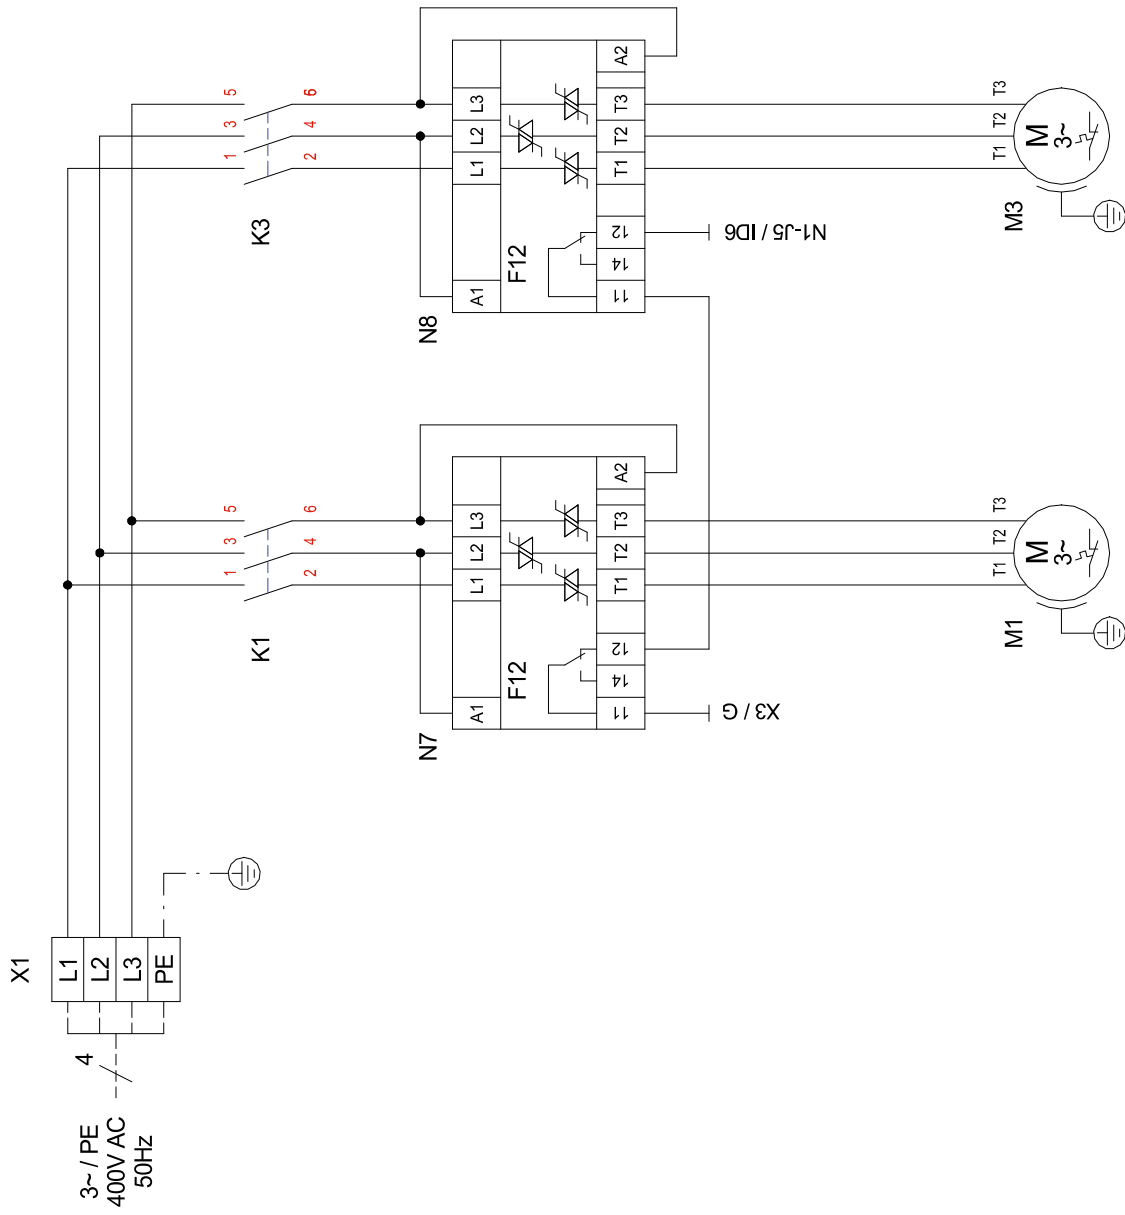 3~ / PE
400V AC
50Hz
4
X1
L1
L2
L3
PE
K1
1
3
5
2
4
6
N7
A1
L1
L2
L3
F12
11
14
12
T1
T2
T3
A2
X3 / G
T1
T2
T3
M1
M
3~
K3
1
3
5
2
4
6
N8
A1
L1
L2
L3
F12
11
14
12
T1
T2
T3
A2
N1-J5 / ID6
T1
T2
T3
M3
M
3~